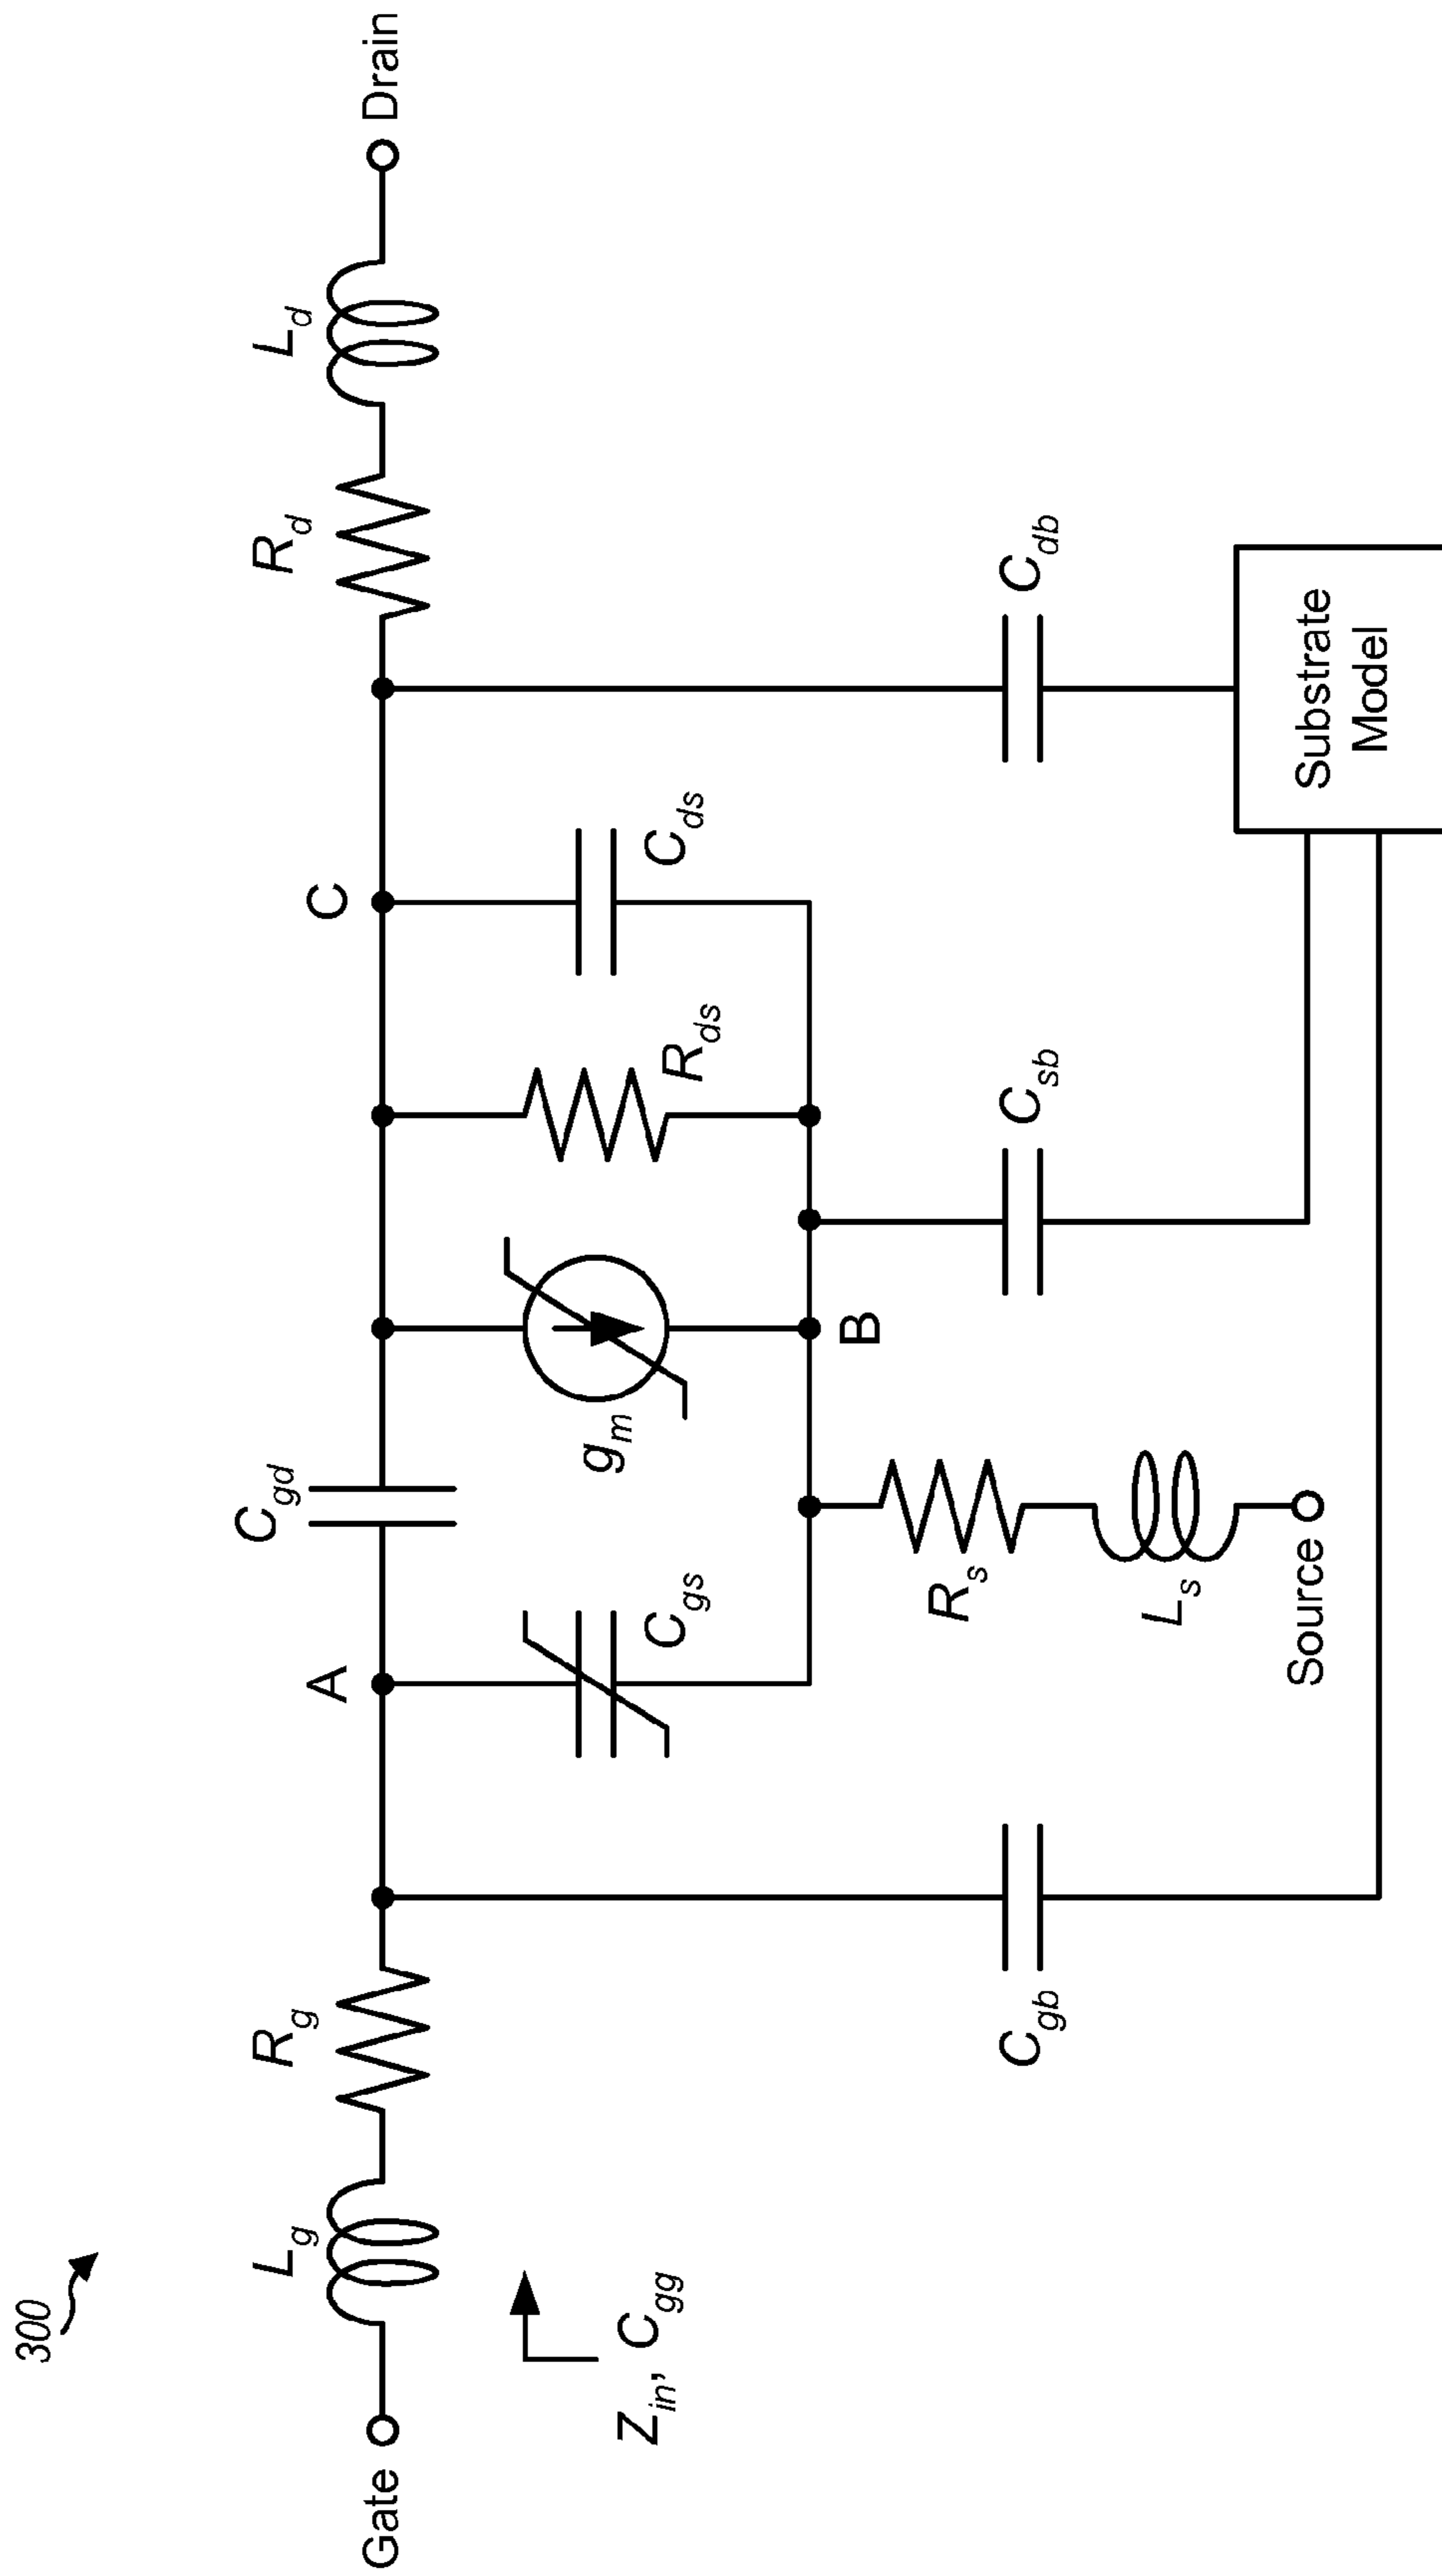 300
L_g
R_g
C_gd
R_d
L_d
A
C
Gate
Drain
Z_in, C_gg
C_gs
g_m
R_ds
C_ds
B
R_s
C_gb
C_sb
C_db
L_s
Source
Substrate
Model